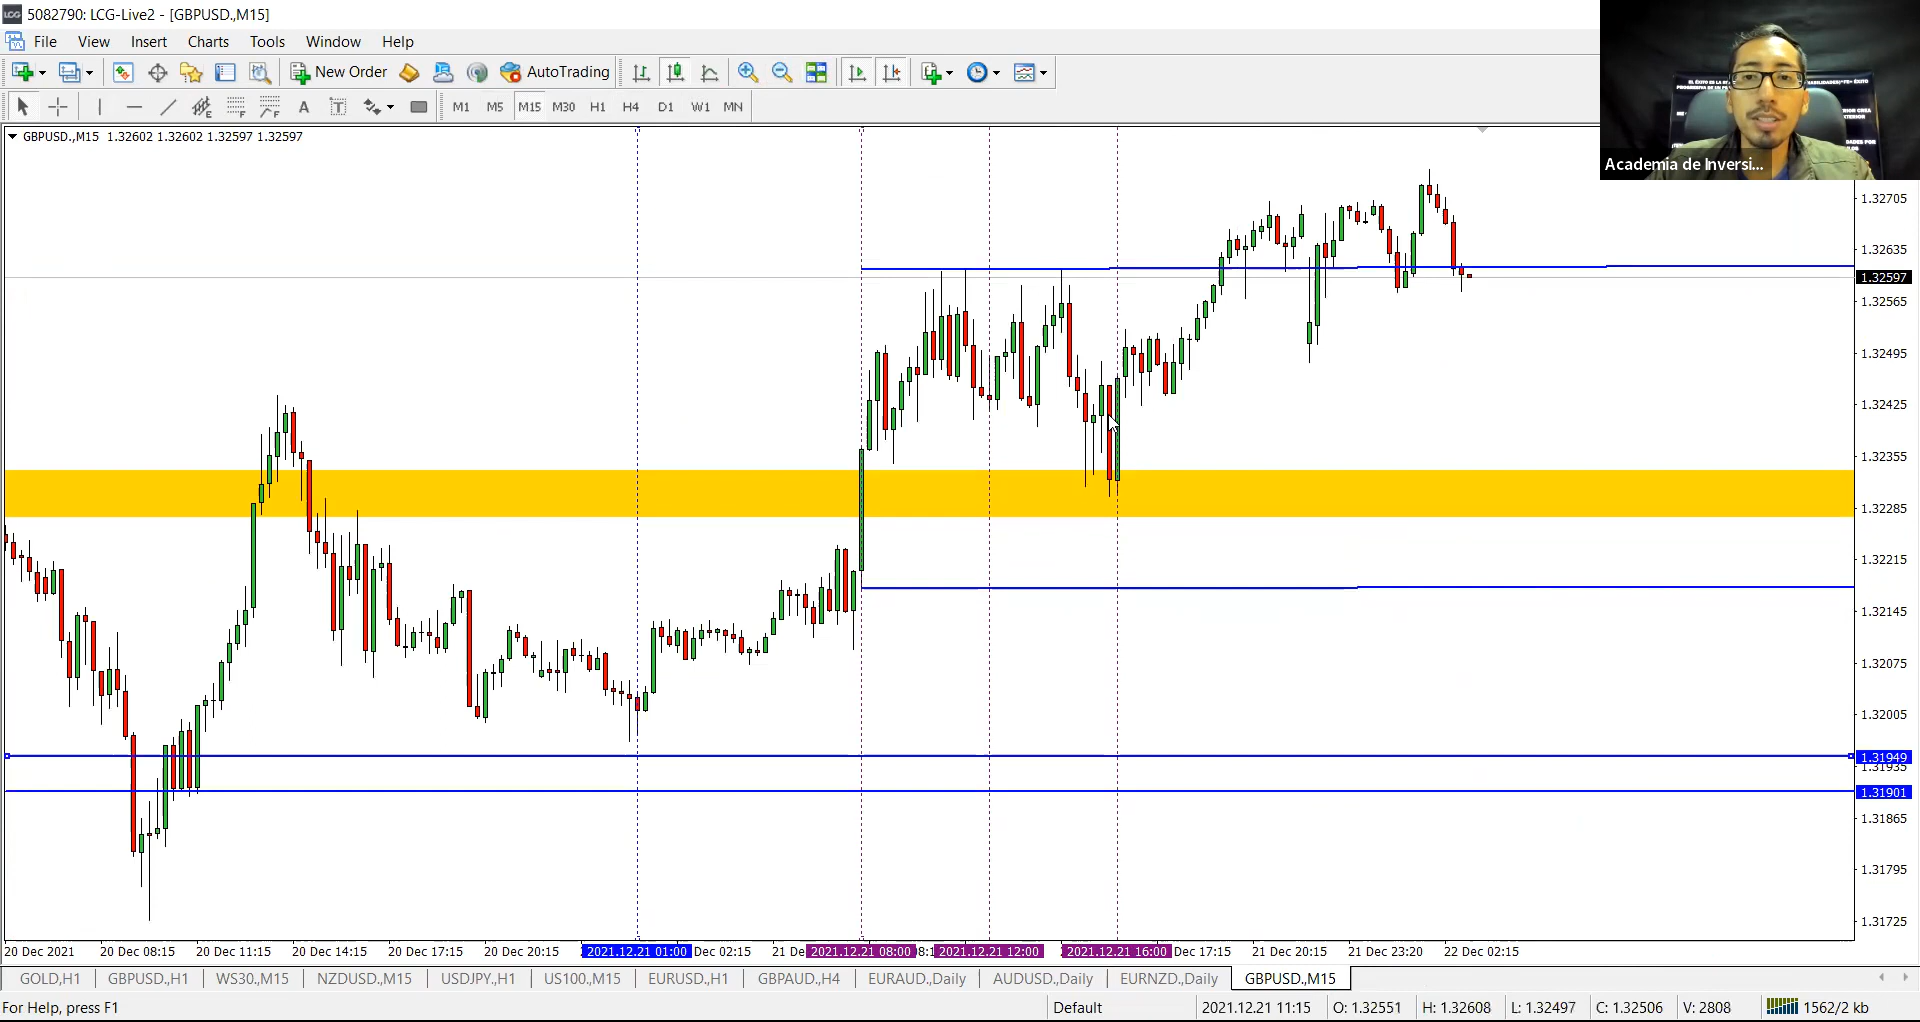 5082790: LCG-Live2 - [GBPUSD.,M15]
File View Insert Charts Tools Window Help
New Order AutoTrading
M1 M5 M15 M30 H1 H4 D1 W1 MN
GBPUSD.,M15 1.32602 1.32602 1.32597 1.32597
Academia de Inversi...
1.32705
1.32635
1.32597
1.32565
1.32495
1.32425
1.32355
1.32285
1.32215
1.32145
1.32075
1.32005
1.31949
1.31935
1.31901
1.31865
1.31795
1.31725
20 Dec 2021 20 Dec 08:15 20 Dec 11:15 20 Dec 14:15 20 Dec 17:15 20 Dec 20:15 2021.12.21 01:00 Dec 02:15 21 De 2021.12.21 08:00 2021.12.21 12:00 2021.12.21 16:00 Dec 17:15 21 Dec 20:15 21 Dec 23:20 22 Dec 02:15
GOLD,H1 GBPUSD.,H1 WS30.,M15 NZDUSD.,M15 USDJPY.,H1 US100.,M15 EURUSD.,H1 GBPAUD.,H4 EURAUD.,Daily AUDUSD.,Daily EURNZD.,Daily GBPUSD.,M15
For Help, press F1 Default 2021.12.21 11:15 O: 1.32551 H: 1.32608 L: 1.32497 C: 1.32506 V: 2808 1562/2 kb